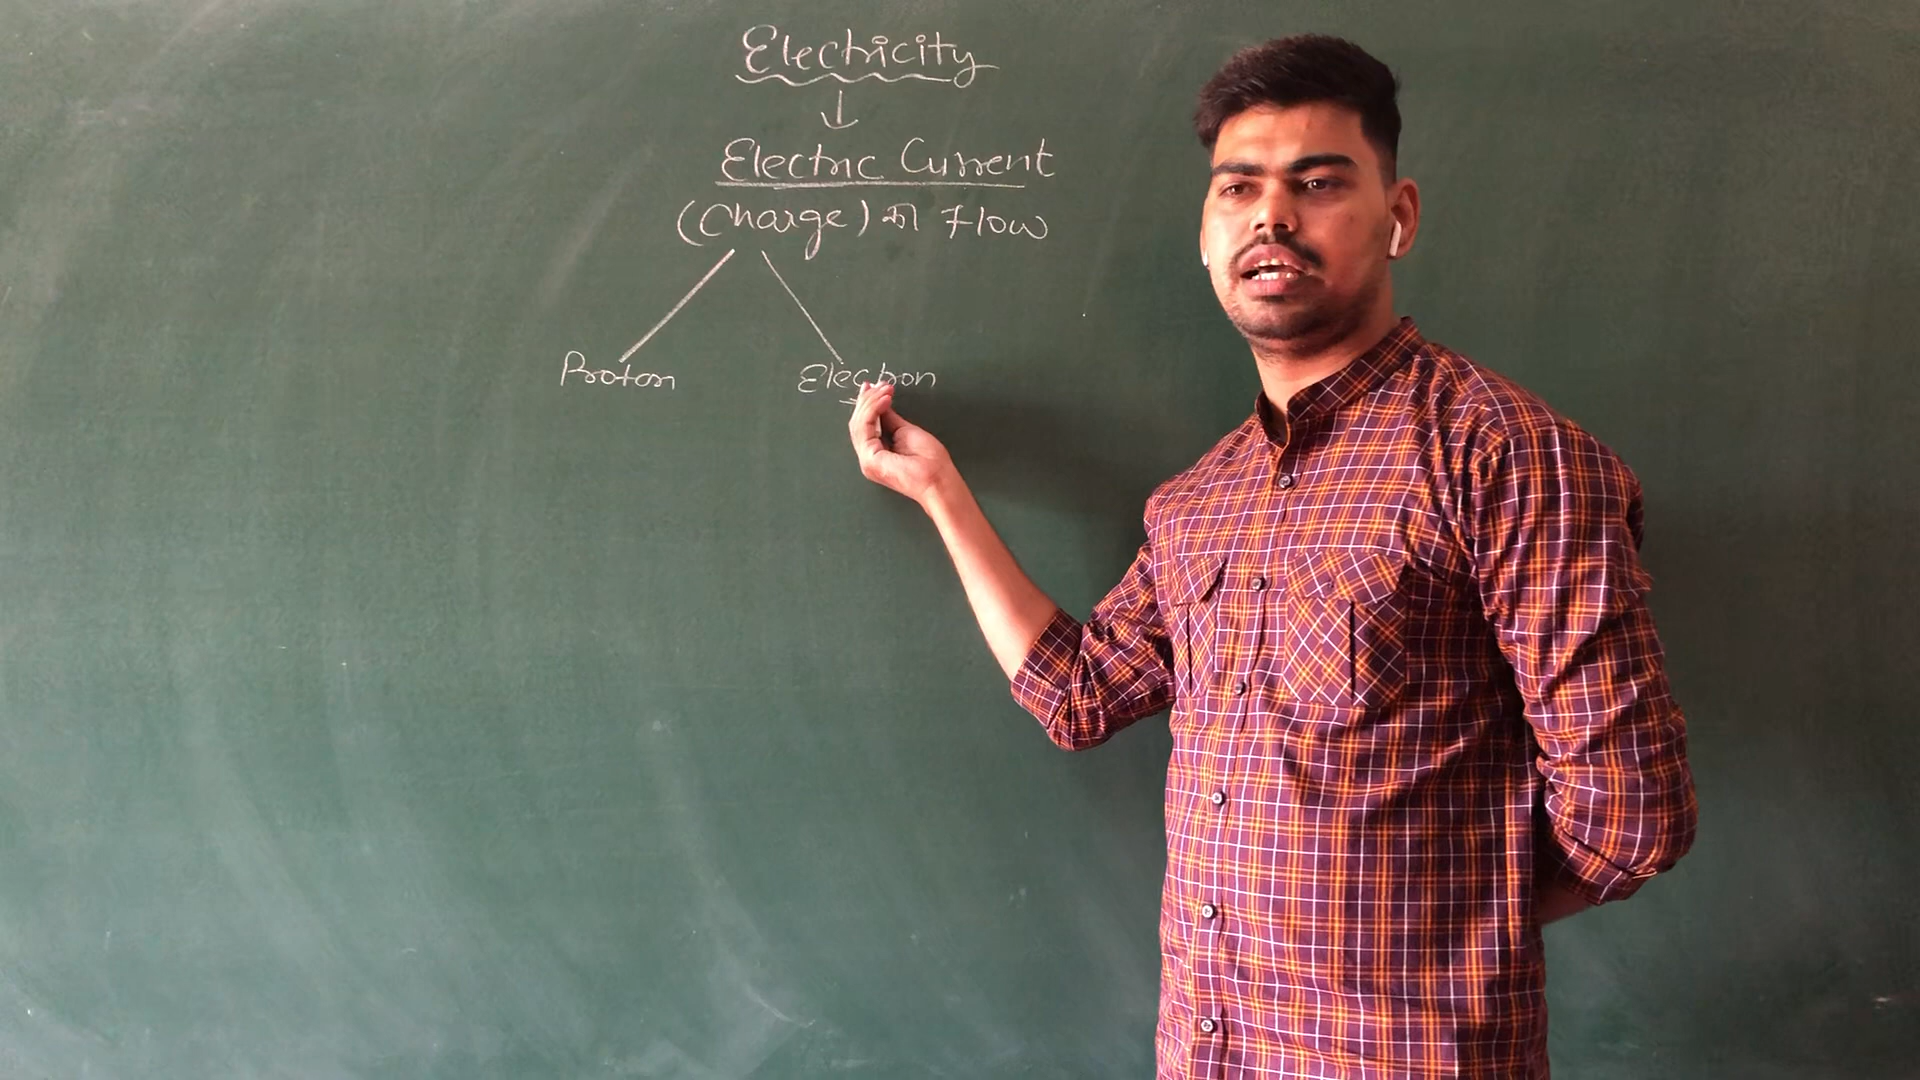 Electricity
↓
Electric Current
(Charge) का Flow
Proton Electron